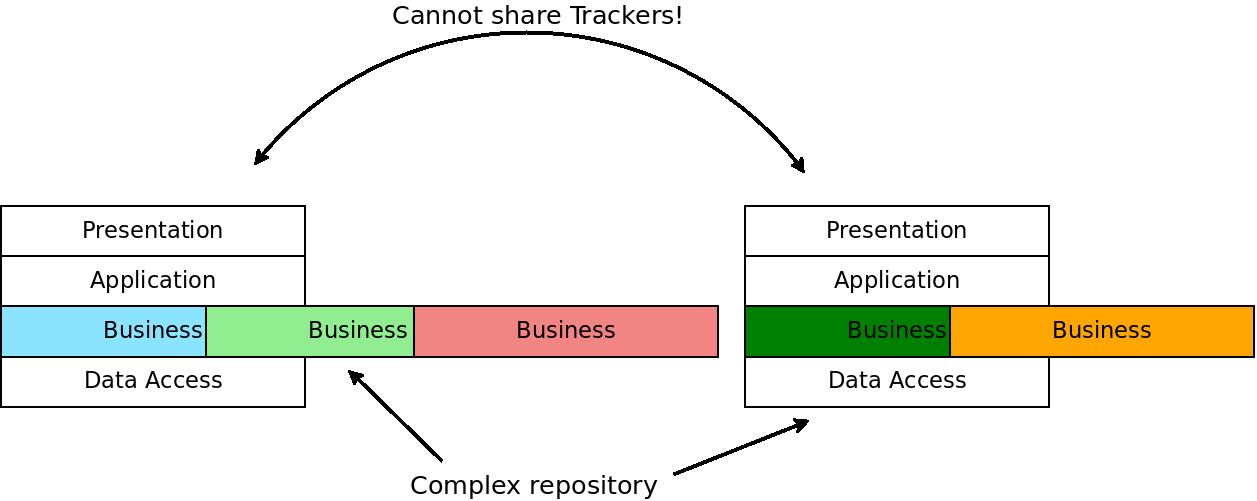 Cannot share Trackers!
Presentation
Presentation
Application
Application
Business Business Business
Business Business
Data Access
Data Access
Complex repository